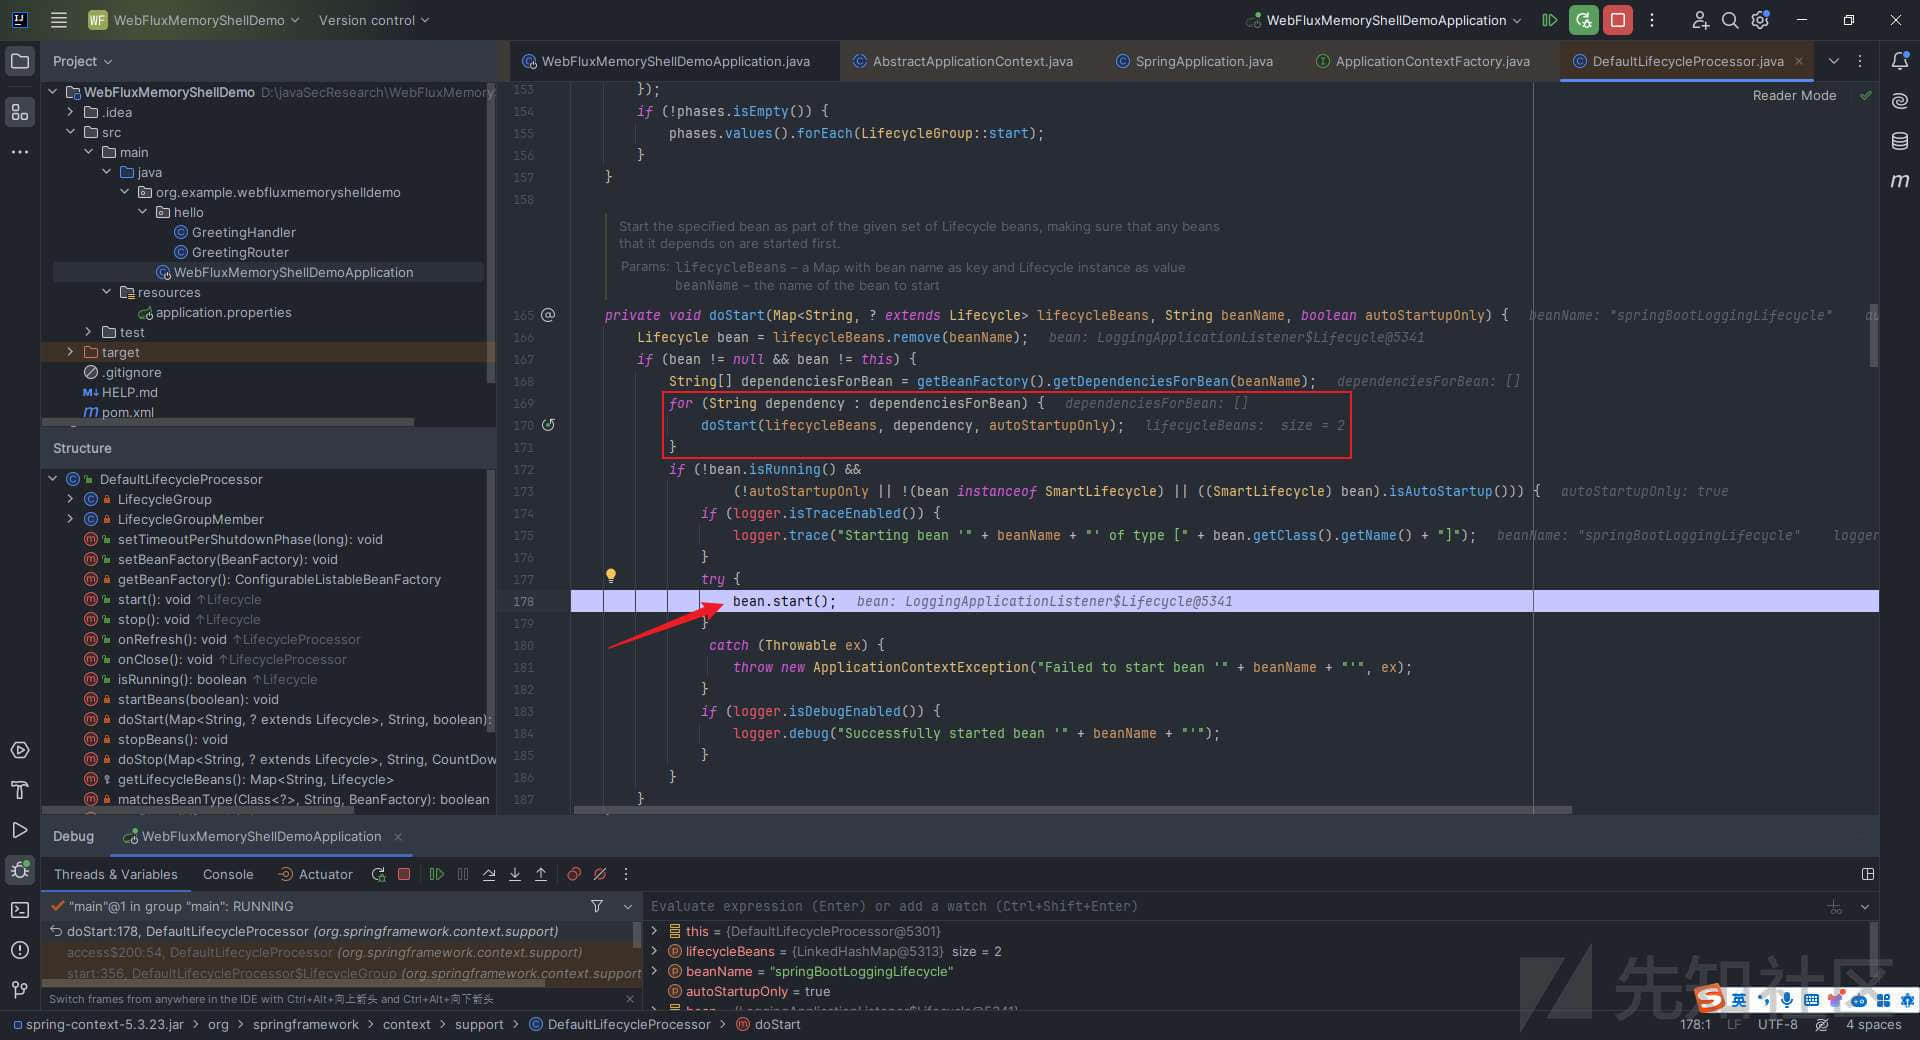 WF WebFluxMemoryShellDemo Version control WebFluxMemoryShellDemoApplication
Project
WebFluxMemoryShellDemoApplication.java AbstractApplicationContext.java SpringApplication.java ApplicationContextFactory.java DefaultLifecycleProcessor.java
Reader Mode
WebFluxMemoryShellDemo D:\javaSecResearch\WebFluxMemory
.idea
src
main
java
org.example.webfluxmemoryshelldemo
hello
GreetingHandler
GreetingRouter
WebFluxMemoryShellDemoApplication
resources
application.properties
test
target
.gitignore
HELP.md
pom.xml
Structure
DefaultLifecycleProcessor
LifecycleGroup
LifecycleGroupMember
setTimeoutPerShutdownPhase(long): void
setBeanFactory(BeanFactory): void
getBeanFactory(): ConfigurableListableBeanFactory
start(): void ↑Lifecycle
stop(): void ↑Lifecycle
onRefresh(): void ↑LifecycleProcessor
onClose(): void ↑LifecycleProcessor
isRunning(): boolean ↑Lifecycle
startBeans(boolean): void
doStart(Map<String, ? extends Lifecycle>, String, boolean):
stopBeans(): void
doStop(Map<String, ? extends Lifecycle>, String, CountDow
getLifecycleBeans(): Map<String, Lifecycle>
matchesBeanType(Class<?>, String, BeanFactory): boolean
153 });
154 if (!phases.isEmpty()) {
155 phases.values().forEach(LifecycleGroup::start);
156 }
157 }
158
Start the specified bean as part of the given set of Lifecycle beans, making sure that any beans
that it depends on are started first.
Params: lifecycleBeans – a Map with bean name as key and Lifecycle instance as value
beanName – the name of the bean to start
165 @ private void doStart(Map<String, ? extends Lifecycle> lifecycleBeans, String beanName, boolean autoStartupOnly) { beanName: "springBootLoggingLifecycle" au
166 Lifecycle bean = lifecycleBeans.remove(beanName); bean: LoggingApplicationListener$Lifecycle@5341
167 if (bean != null && bean != this) {
168 String[] dependenciesForBean = getBeanFactory().getDependenciesForBean(beanName); dependenciesForBean: []
169 for (String dependency : dependenciesForBean) { dependenciesForBean: []
170 doStart(lifecycleBeans, dependency, autoStartupOnly); lifecycleBeans: size = 2
171 }
172 if (!bean.isRunning() &&
173 (!autoStartupOnly || !(bean instanceof SmartLifecycle) || ((SmartLifecycle) bean).isAutoStartup())) { autoStartupOnly: true
174 if (logger.isTraceEnabled()) {
175 logger.trace("Starting bean '" + beanName + "' of type [" + bean.getClass().getName() + "]"); beanName: "springBootLoggingLifecycle" logger
176 }
177 try {
178 bean.start(); bean: LoggingApplicationListener$Lifecycle@5341
179 }
180 catch (Throwable ex) {
181 throw new ApplicationContextException("Failed to start bean '" + beanName + "'", ex);
182 }
183 if (logger.isDebugEnabled()) {
184 logger.debug("Successfully started bean '" + beanName + "'");
185 }
186 }
187 }
Debug WebFluxMemoryShellDemoApplication
Threads & Variables Console Actuator
"main"@1 in group "main": RUNNING
doStart:178, DefaultLifecycleProcessor (org.springframework.context.support)
access$200:54, DefaultLifecycleProcessor (org.springframework.context.support)
start:356, DefaultLifecycleProcessor$LifecycleGroup (org.springframework.context.support
Switch frames from anywhere in the IDE with Ctrl+Alt+向上箭头 and Ctrl+Alt+向下箭头
Evaluate expression (Enter) or add a watch (Ctrl+Shift+Enter)
this = {DefaultLifecycleProcessor@5301}
lifecycleBeans = {LinkedHashMap@5313} size = 2
beanName = "springBootLoggingLifecycle"
autoStartupOnly = true
bean = {LoggingApplicationListener$Lifecycle@5341}
先知社区
英
spring-context-5.3.23.jar org springframework context support DefaultLifecycleProcessor doStart
178:1 LF UTF-8 4 spaces